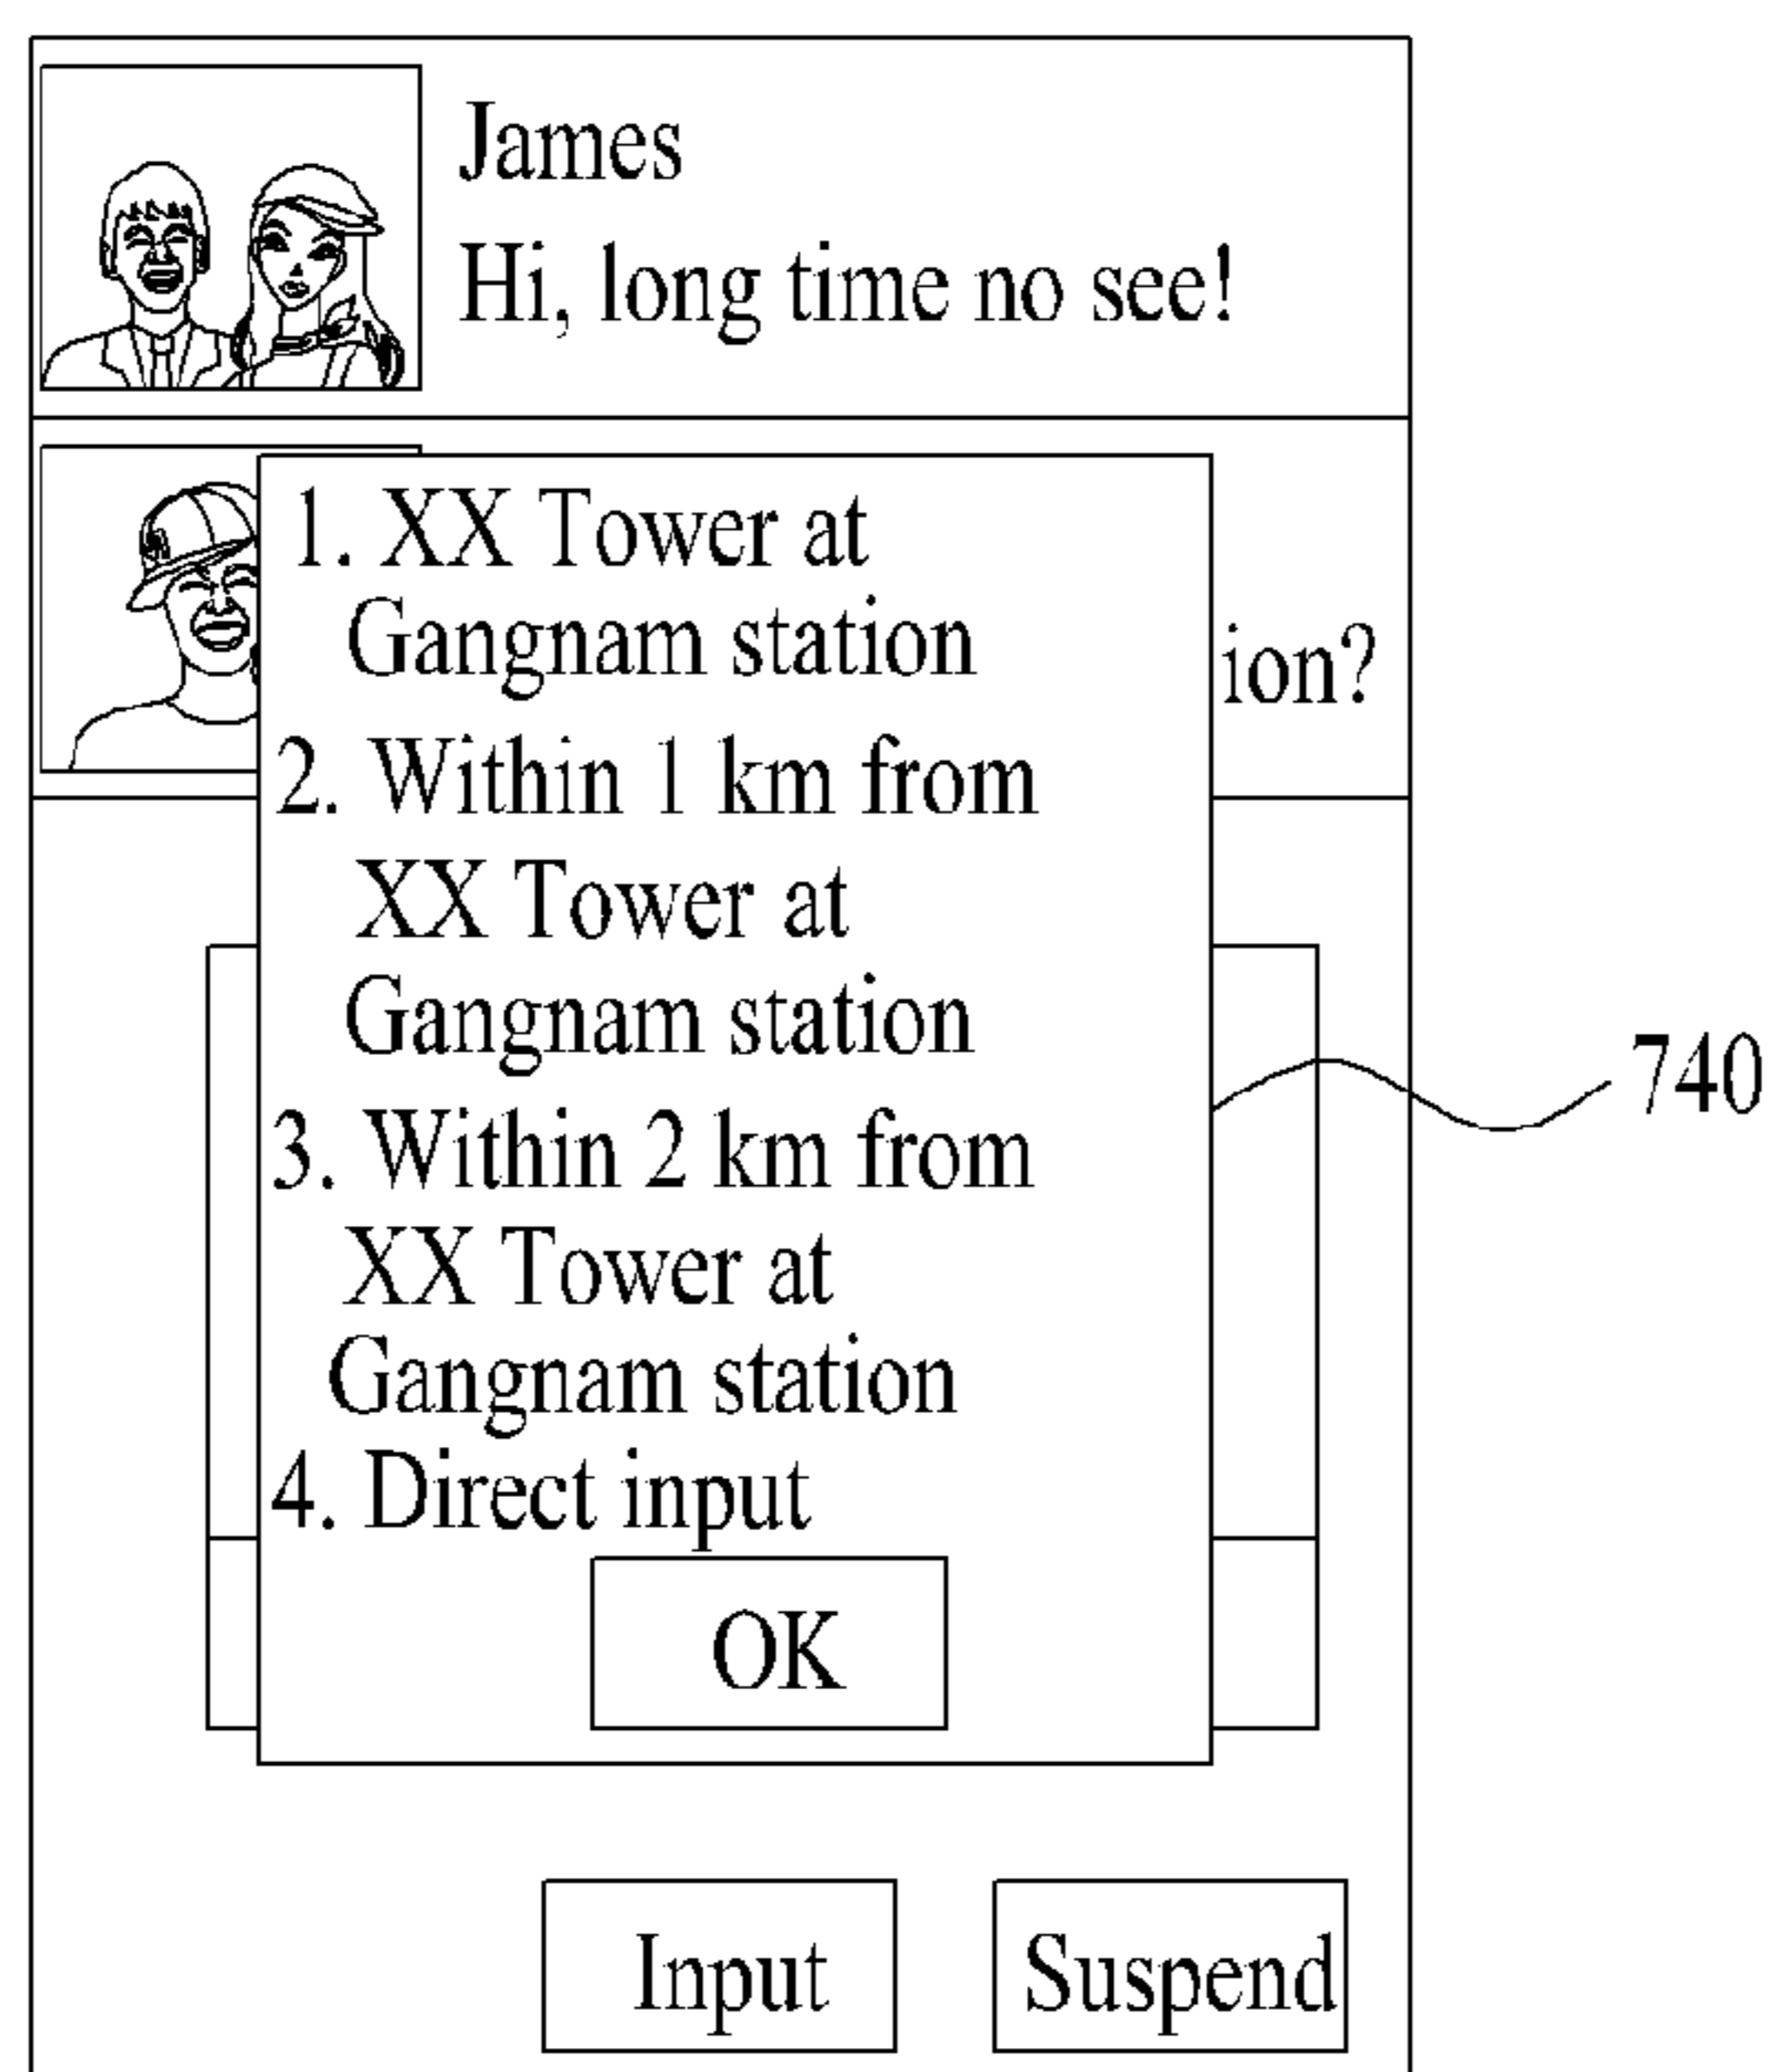 James
Hi, long time no see!
1. XX Tower at
Gangnam station
ion?
2. Within 1 km from
XX Tower at
Gangnam station
740
3. Within 2 km from
XX Tower at
Gangnam station
4. Direct input
OK
Input
Suspend